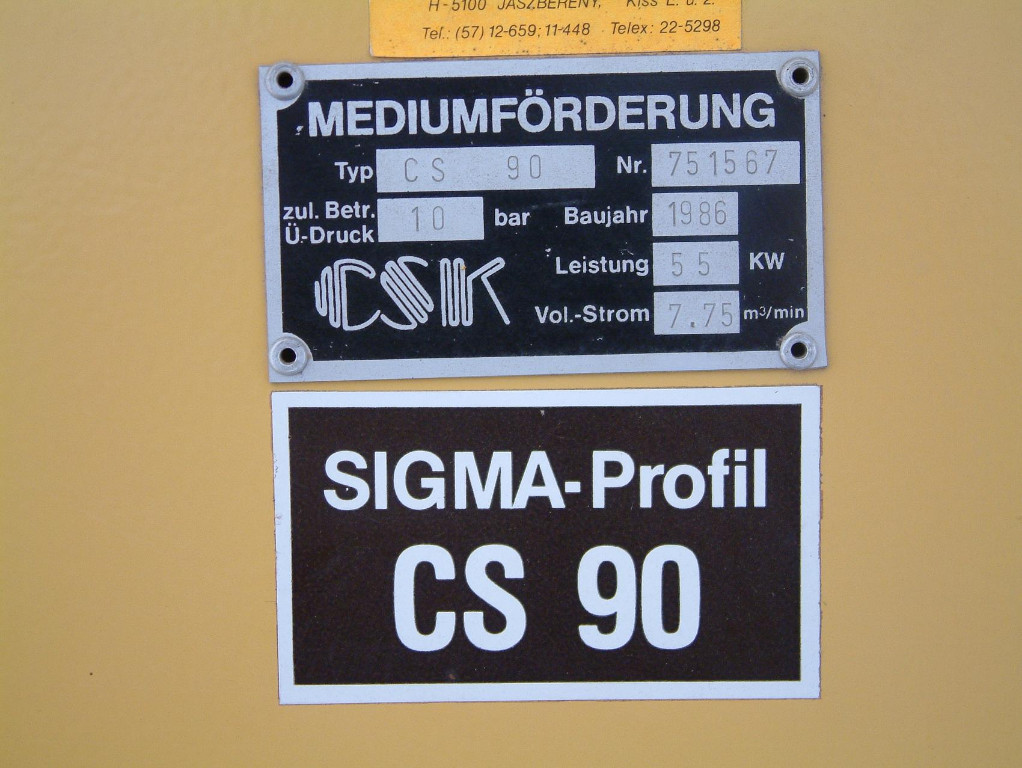 H-5100 JÁSZBERÉNY, Kiss E. u. 2.
Tel.: (57) 12-659; 11-448 Telex: 22-5298
MEDIUMFÖRDERUNG
Typ CS 90 Nr. 751567
zul. Betr. Ü-Druck 10 bar Baujahr 1986
Leistung 55 KW
CSK Vol.-Strom 7.75 m³/min
SIGMA-Profil
CS 90